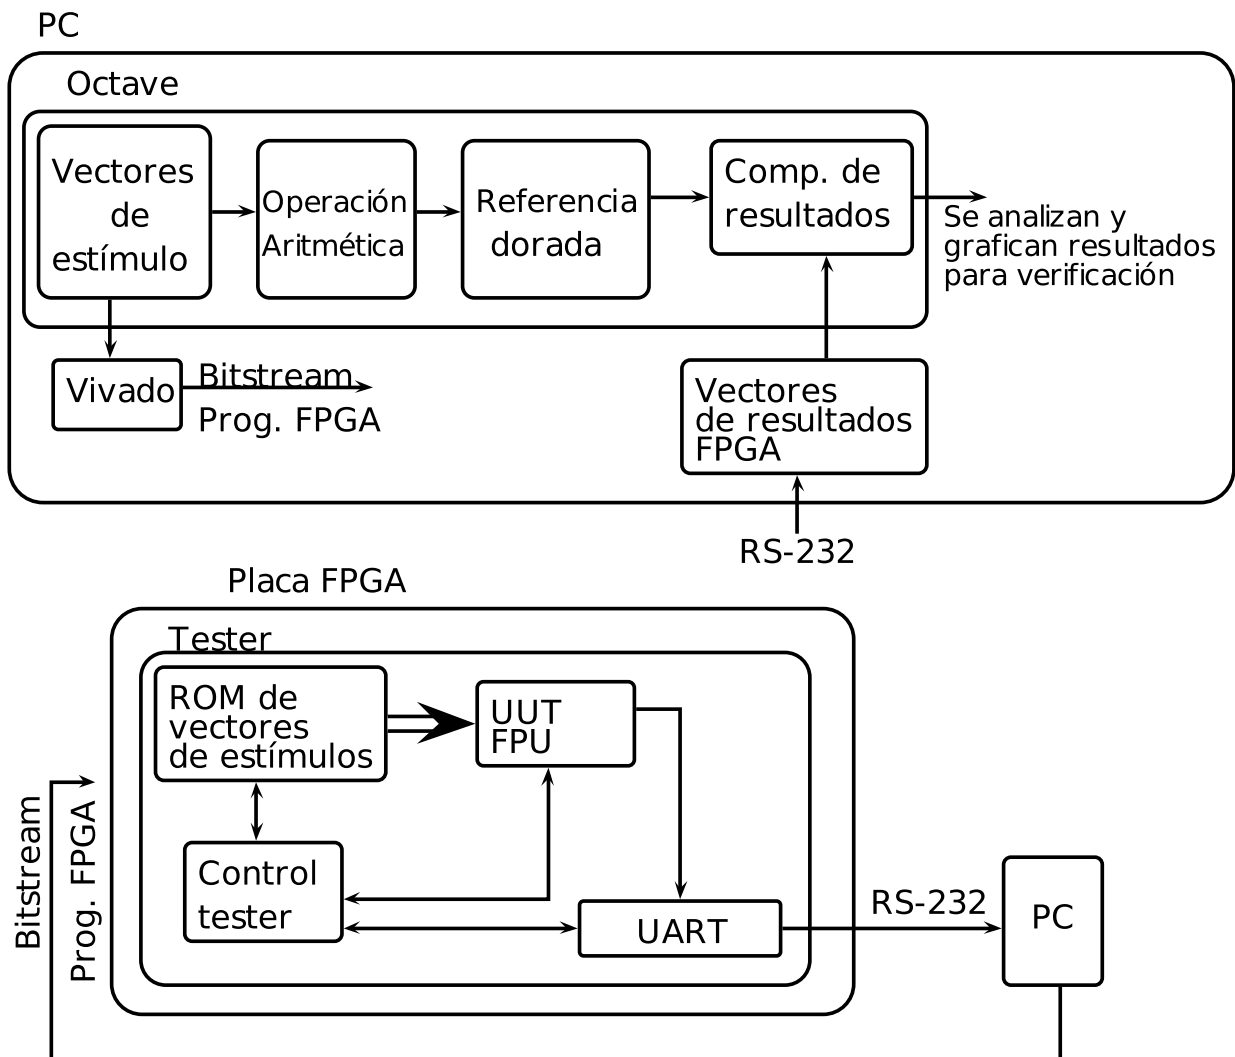 PC
Octave
Vectores
de
estímulo
Operación
Aritmética
Referencia
dorada
Comp. de
resultados
Se analizan y
grafican resultados
para verificación
Vivado
Bitstream
Prog. FPGA
Vectores
de resultados
FPGA
RS-232
Placa FPGA
Tester
ROM de
vectores
de estímulos
UUT
FPU
Control
tester
UART
RS-232
PC
Bitstream
Prog. FPGA